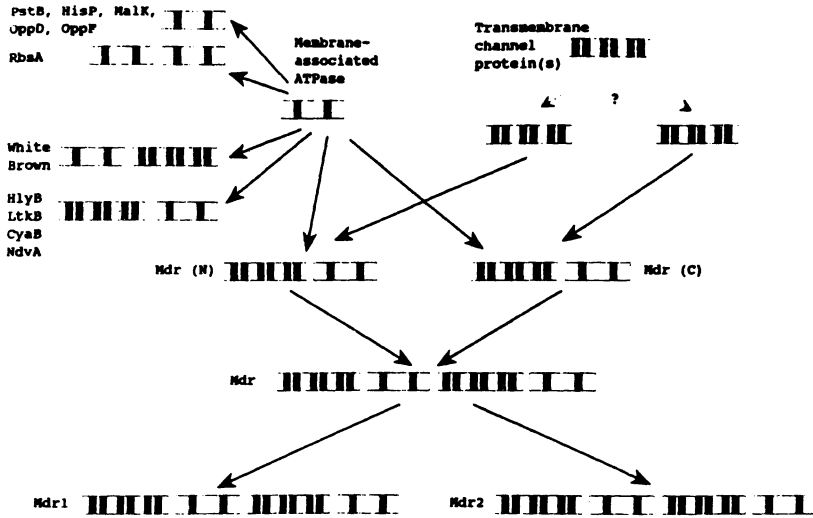 PstB, HisP, MalK,
OppD, OppF
RbsA
Membrane-
associated
ATPase
Transmembrane
channel
protein(s)
?
White
Brown
HlyB
LtkB
CyaB
NdvA
Mdr (N)
Mdr (C)
Mdr
Mdr1
Mdr2